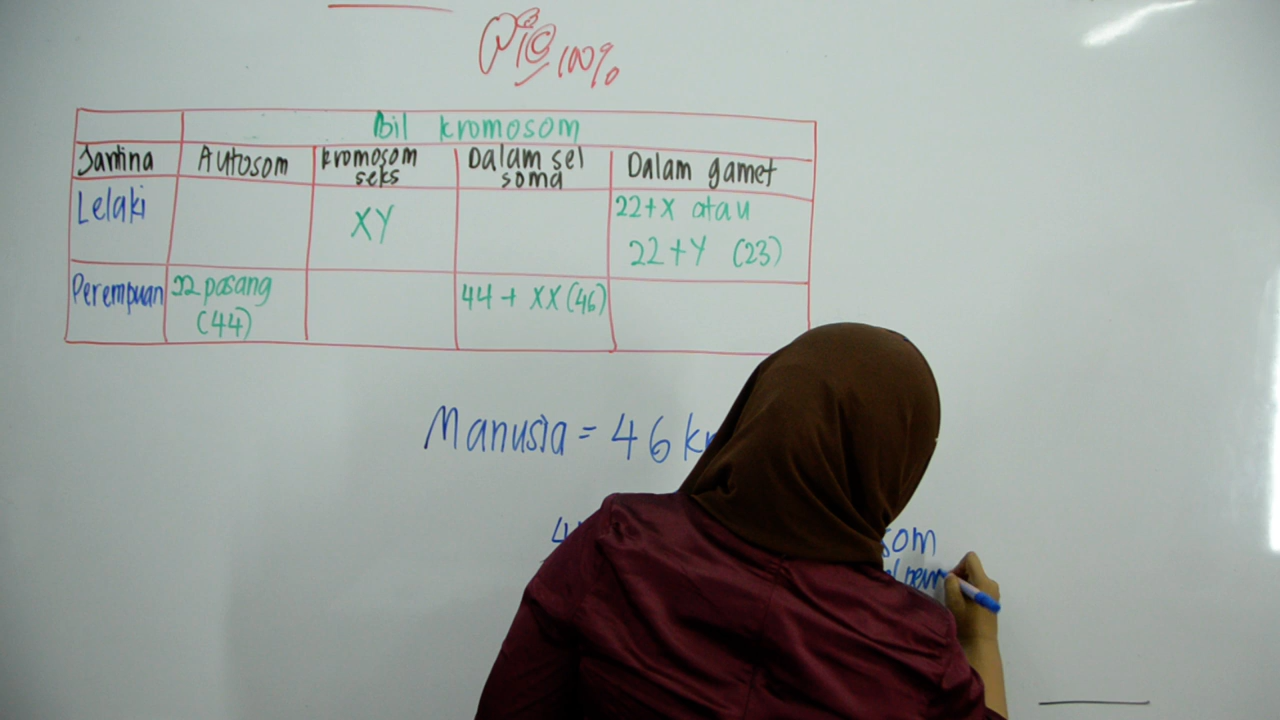 100%
Bil kromosom
Jantina Autosom kromosom seks Dalam sel soma Dalam gamet
Lelaki XY 22+X atau
22+Y (23)
Perempuan 22 pasang 44 + XX (46)
(44)
Manusia = 46 kr
4
som